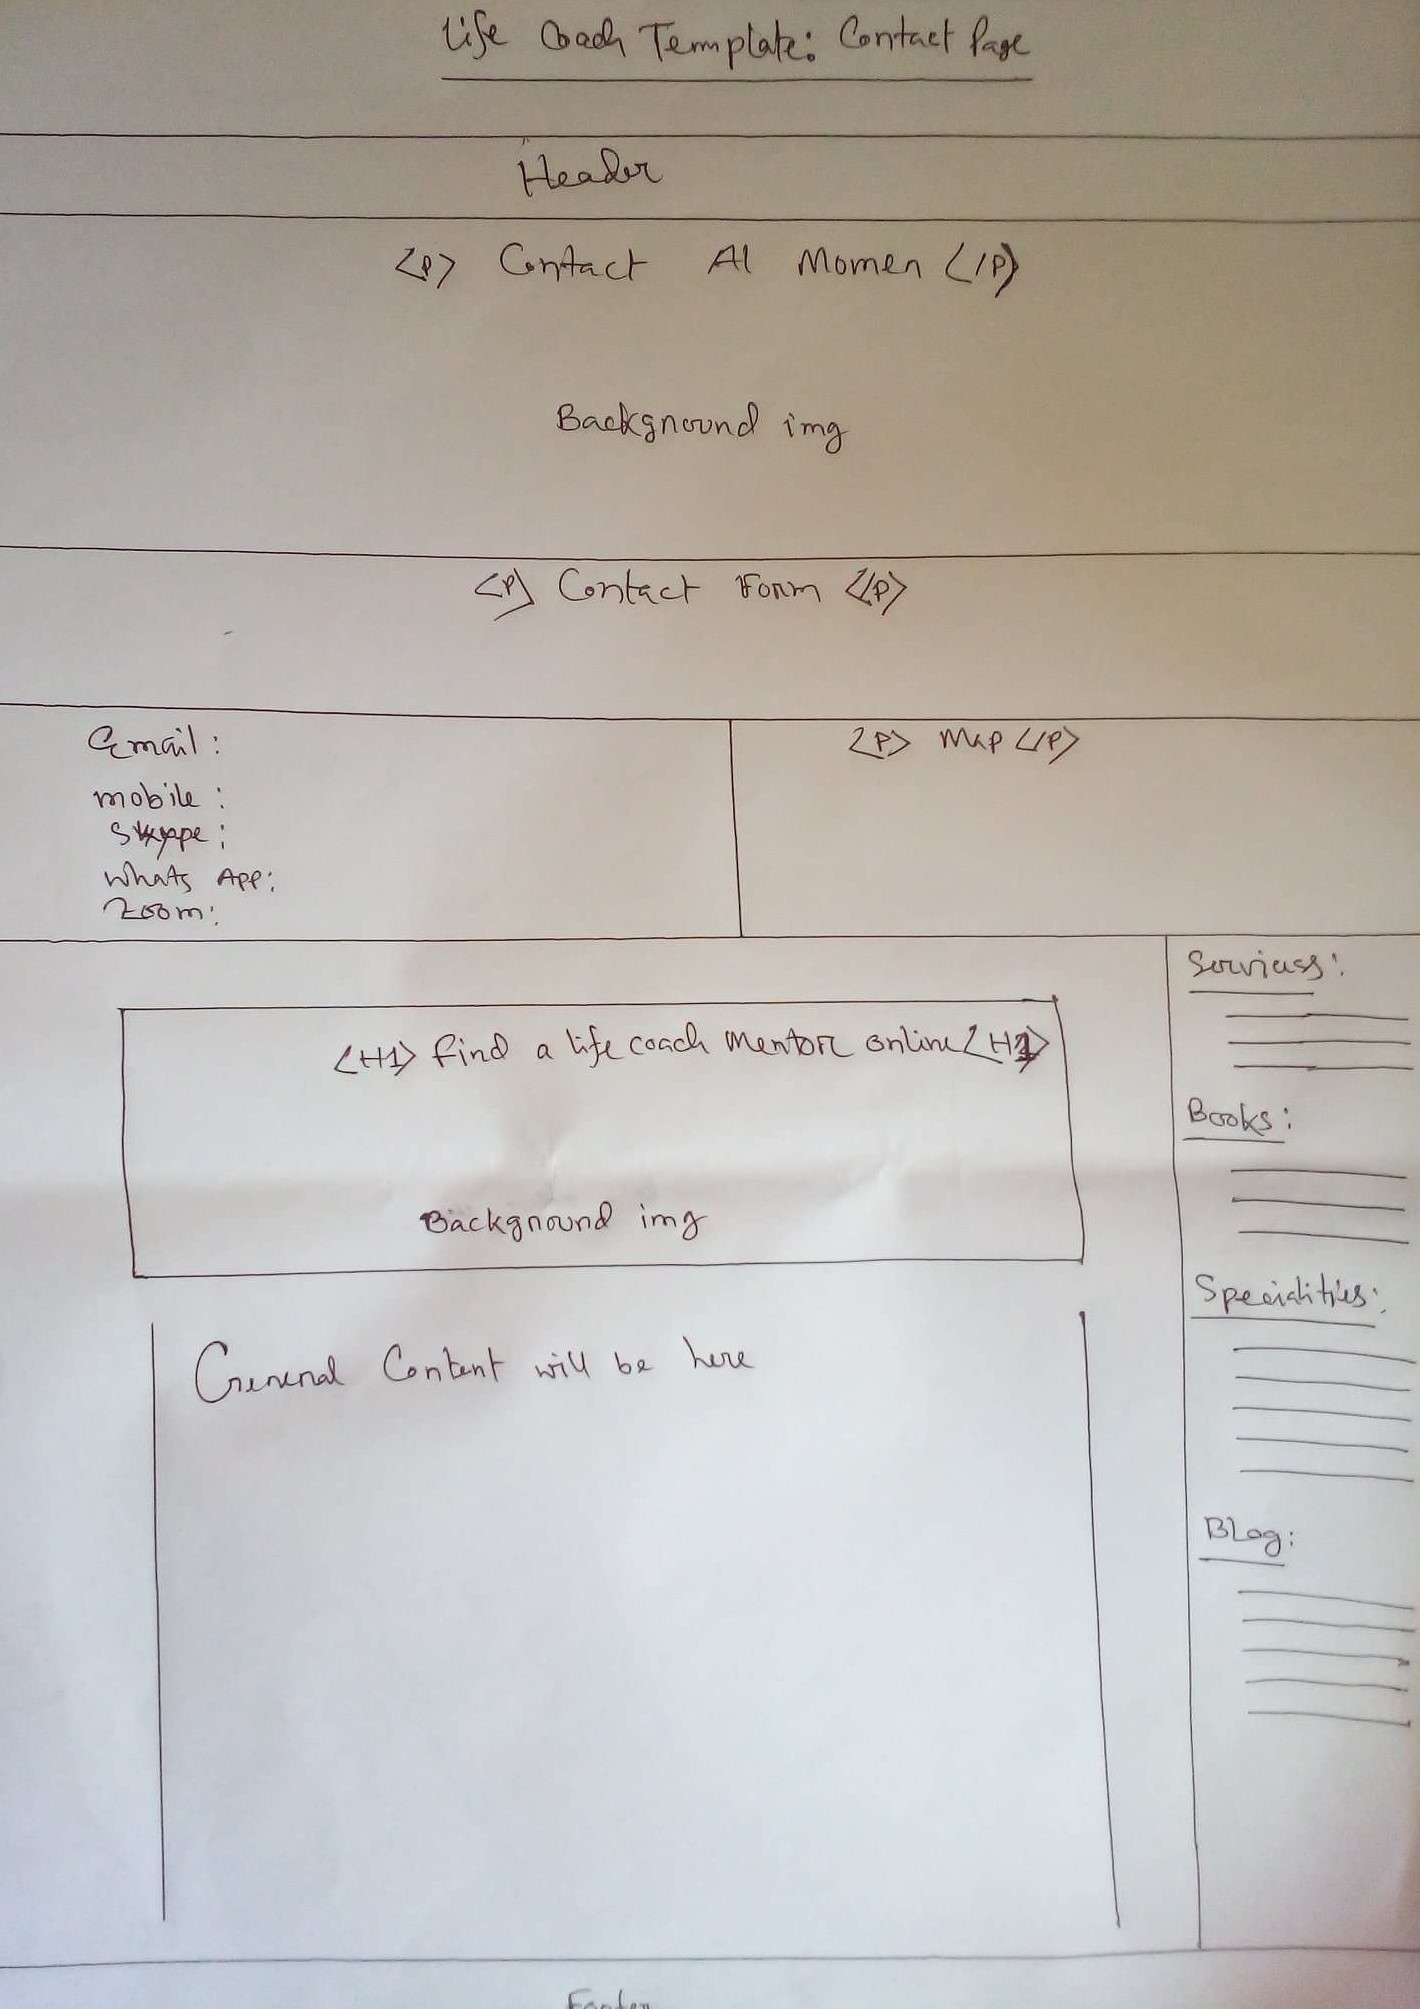 Life Coach Template: Contact Page
Header
<P> Contact Al Momen </P>
Background img
<P> Contact Form </P>
Email:
mobile:
Skype:
Whats App:
Zoom:
<P> Map </P>
<H1> find a life coach mentor online <H1>
Background img
General Content will be here
Services:
Books:
Specialities:
Blog:
Footer